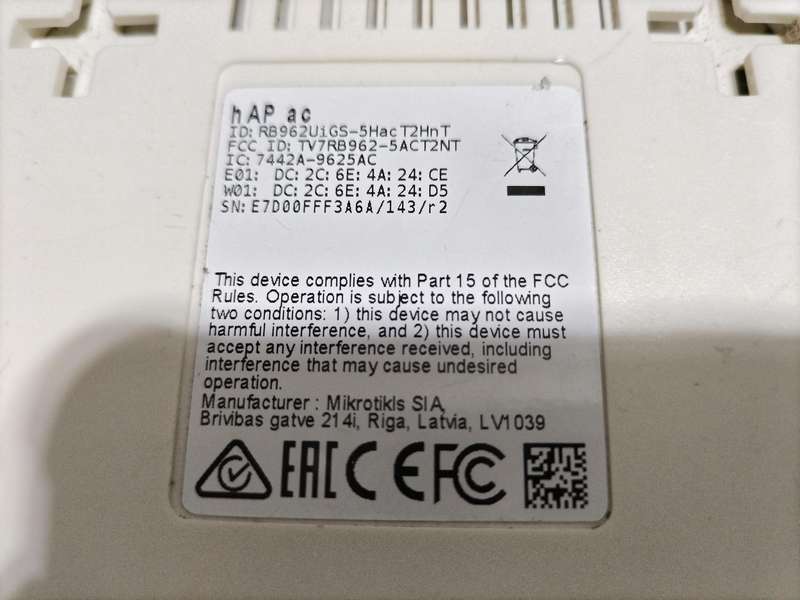 hAP ac
ID: RB962UiGS-5HacT2HnT
FCC ID: TV7RB962-5ACT2NT
IC: 7442A-9625AC
E01: DC:2C:6E:4A:24:CE
W01: DC:2C:6E:4A:24:D5
SN:E7D00FFF3A6A/143/r2
This device complies with Part 15 of the FCC
Rules. Operation is subject to the following
two conditions: 1) this device may not cause
harmful interference, and 2) this device must
accept any interference received, including
interference that may cause undesired
operation.
Manufacturer : Mikrotikls SIA,
Brivibas gatve 214i, Riga, Latvia, LV1039
EAC CE FC